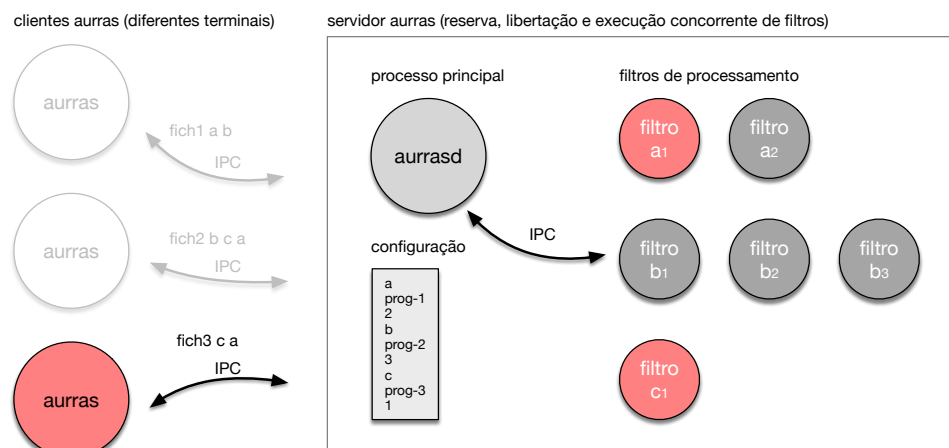 clientes aurras (diferentes terminais)
aurras
fich1 a b
IPC
aurras
fich2 b c a
IPC
aurras
fich3 c a
IPC
servidor aurras (reserva, libertação e execução concorrente de filtros)
processo principal
aurrasd
IPC
configuração
a
prog-1
2
b
prog-2
3
c
prog-3
1
filtros de processamento
filtro
a1
filtro
a2
filtro
b1
filtro
b2
filtro
b3
filtro
c1